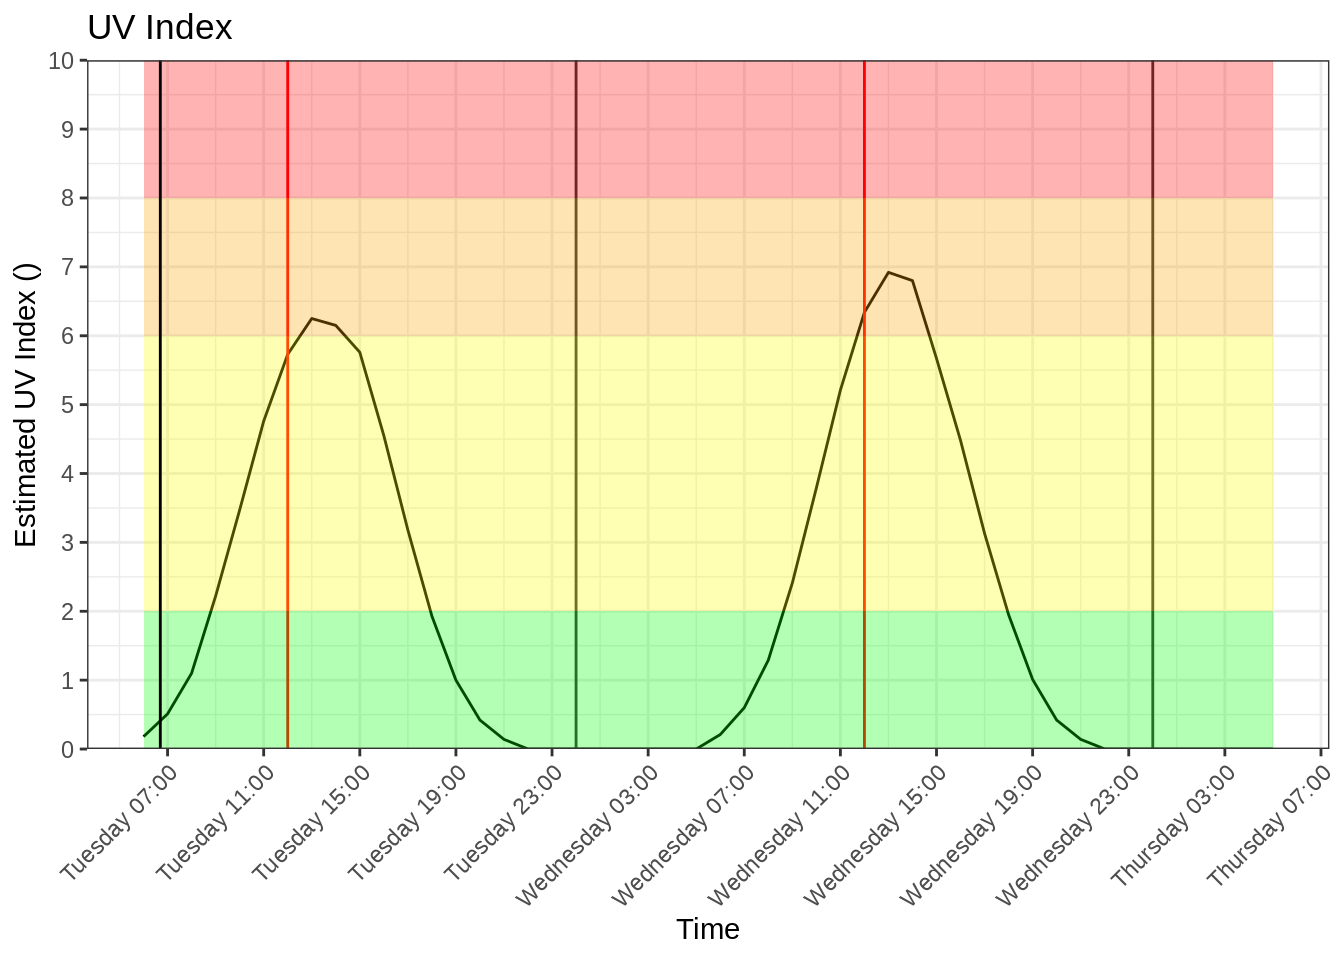 UV Index
Estimated UV Index ()
10
9
8
7
6
5
4
3
2
1
0
Tuesday 07:00
Tuesday 11:00
Tuesday 15:00
Tuesday 19:00
Tuesday 23:00
Wednesday 03:00
Wednesday 07:00
Wednesday 11:00
Wednesday 15:00
Wednesday 19:00
Wednesday 23:00
Thursday 03:00
Thursday 07:00
Time